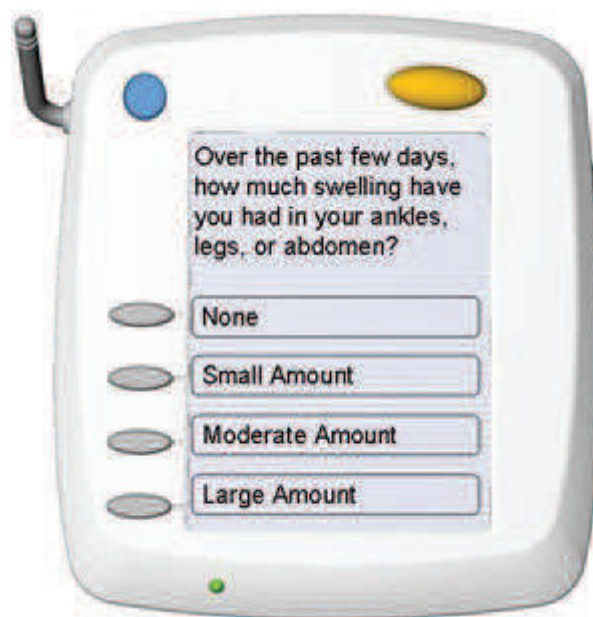 Over the past few days,
how much swelling have
you had in your ankles,
legs, or abdomen?
None
Small Amount
Moderate Amount
Large Amount